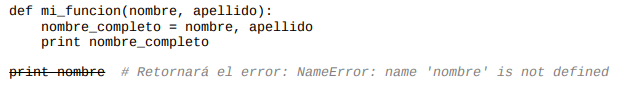 def mi_funcion(nombre, apellido):
    nombre_completo = nombre, apellido
    print nombre_completo
print nombre  # Retornará el error: NameError: name 'nombre' is not defined